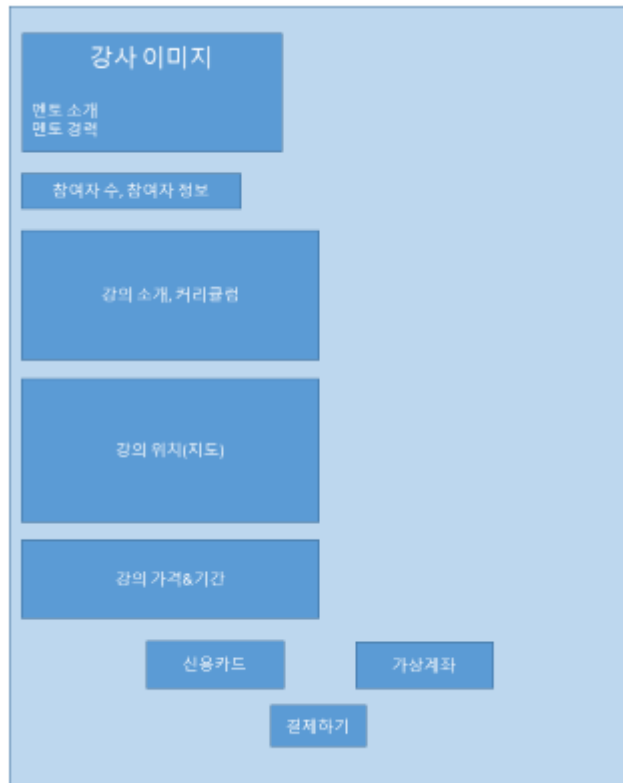 강사 이미지
멘토 소개
멘토 경력
참여자 수, 참여자 정보
강의 소개, 커리큘럼
강의 위치(지도)
강의 가격&기간
신용카드
가상계좌
결제하기